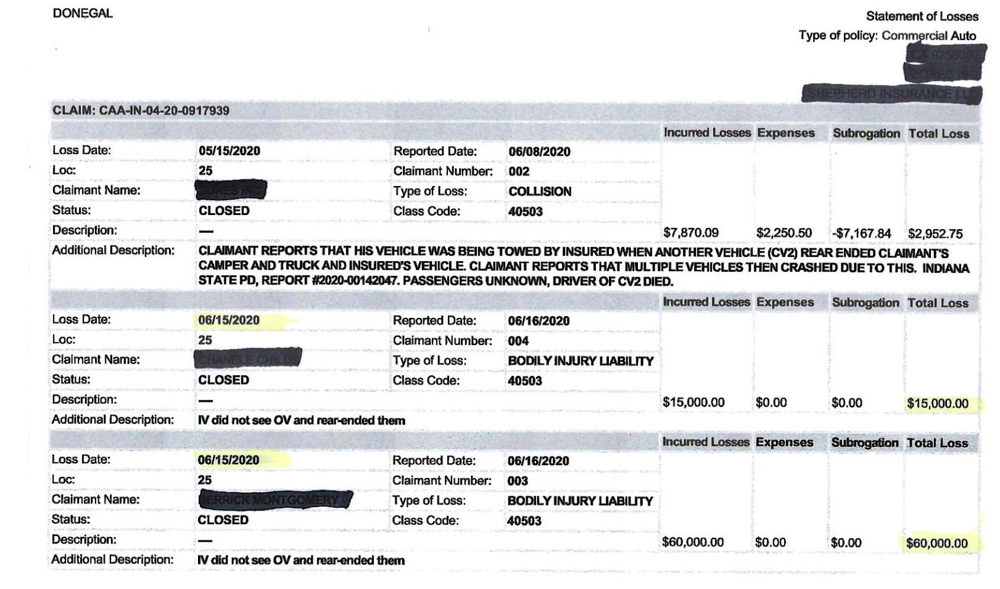 DONEGAL
Statement of Losses
Type of policy: Commercial Auto
CLAIM: CAA-IN-04-20-0917939
Incurred Losses Expenses Subrogation Total Loss
Loss Date: 05/15/2020 Reported Date: 06/08/2020
Loc: 25 Claimant Number: 002
Claimant Name: Type of Loss: COLLISION
Status: CLOSED Class Code: 40503
Description: — $7,870.09 $2,250.50 -$7,167.84 $2,952.75
Additional Description: CLAIMANT REPORTS THAT HIS VEHICLE WAS BEING TOWED BY INSURED WHEN ANOTHER VEHICLE (CV2) REAR ENDED CLAIMANT'S
CAMPER AND TRUCK AND INSURED'S VEHICLE. CLAIMANT REPORTS THAT MULTIPLE VEHICLES THEN CRASHED DUE TO THIS. INDIANA
STATE PD, REPORT #2020-00142047. PASSENGERS UNKNOWN, DRIVER OF CV2 DIED.
Incurred Losses Expenses Subrogation Total Loss
Loss Date: 06/15/2020 Reported Date: 06/16/2020
Loc: 25 Claimant Number: 004
Claimant Name: Type of Loss: BODILY INJURY LIABILITY
Status: CLOSED Class Code: 40503
Description: — $15,000.00 $0.00 $0.00 $15,000.00
Additional Description: IV did not see OV and rear-ended them
Incurred Losses Expenses Subrogation Total Loss
Loss Date: 06/15/2020 Reported Date: 06/16/2020
Loc: 25 Claimant Number: 003
Claimant Name: Type of Loss: BODILY INJURY LIABILITY
Status: CLOSED Class Code: 40503
Description: — $60,000.00 $0.00 $0.00 $60,000.00
Additional Description: IV did not see OV and rear-ended them